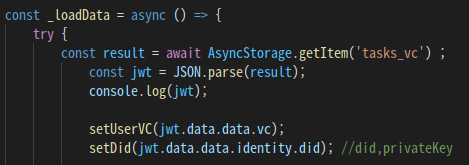 const _loadData = async () => {
    try {
        const result = await AsyncStorage.getItem('tasks_vc') ;
            const jwt = JSON.parse(result);
            console.log(jwt);

            setUserVC(jwt.data.data.vc);
            setDid(jwt.data.data.identity.did); //did,privateKey